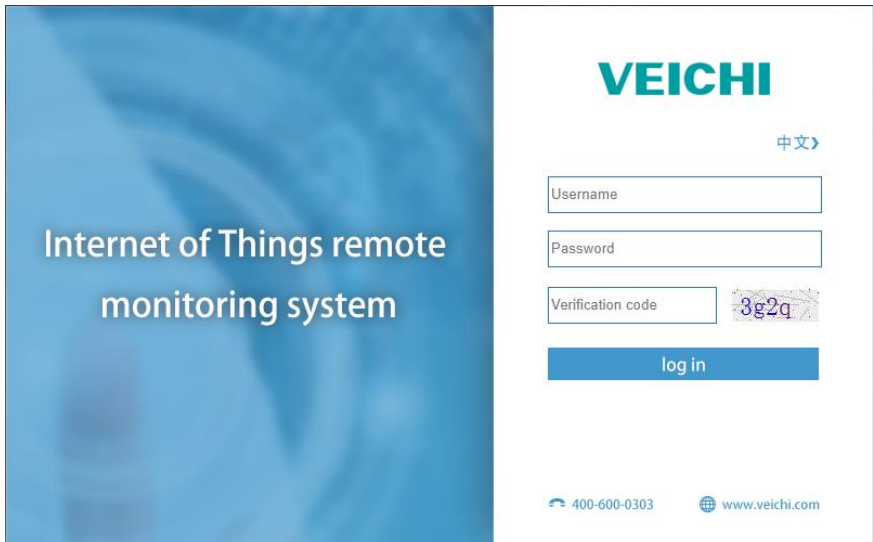 Internet of Things remote
monitoring system
VEICHI
中文❯
Username
Password
Verification code
3g2q
log in
400-600-0303
www.veichi.com